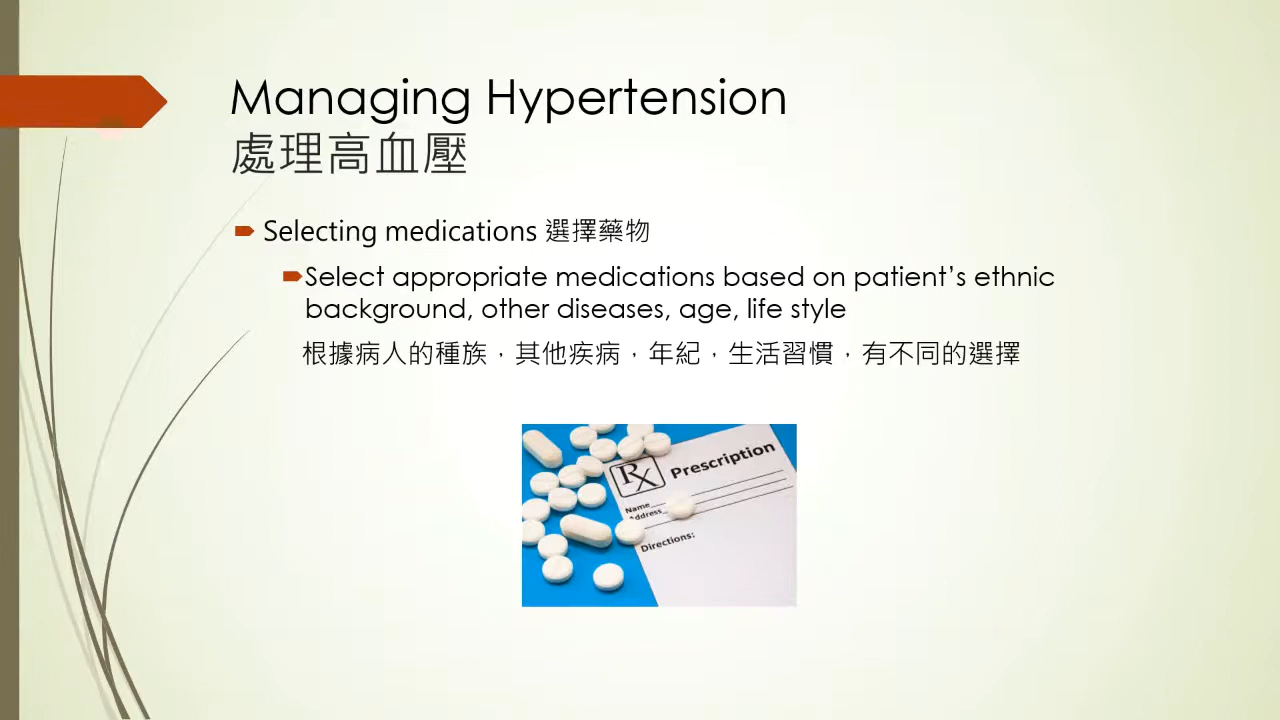 Managing Hypertension
處理高血壓
Selecting medications 選擇藥物
Select appropriate medications based on patient's ethnic
background, other diseases, age, life style
根據病人的種族，其他疾病，年紀，生活習慣，有不同的選擇
Rx Prescription
Name
Address
Directions: